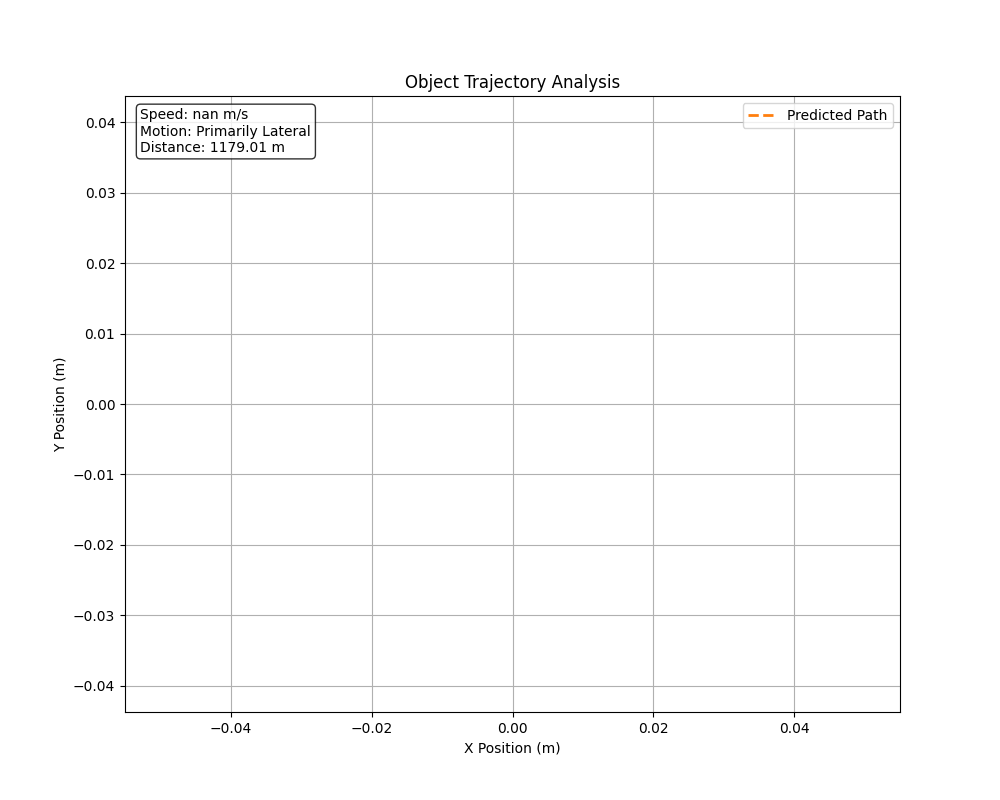 Object Trajectory Analysis
Speed: nan m/s
Motion: Primarily Lateral
Distance: 1179.01 m
Predicted Path
0.04
0.03
0.02
0.01
0.00
−0.01
−0.02
−0.03
−0.04
Y Position (m)
−0.04
−0.02
0.00
0.02
0.04
X Position (m)